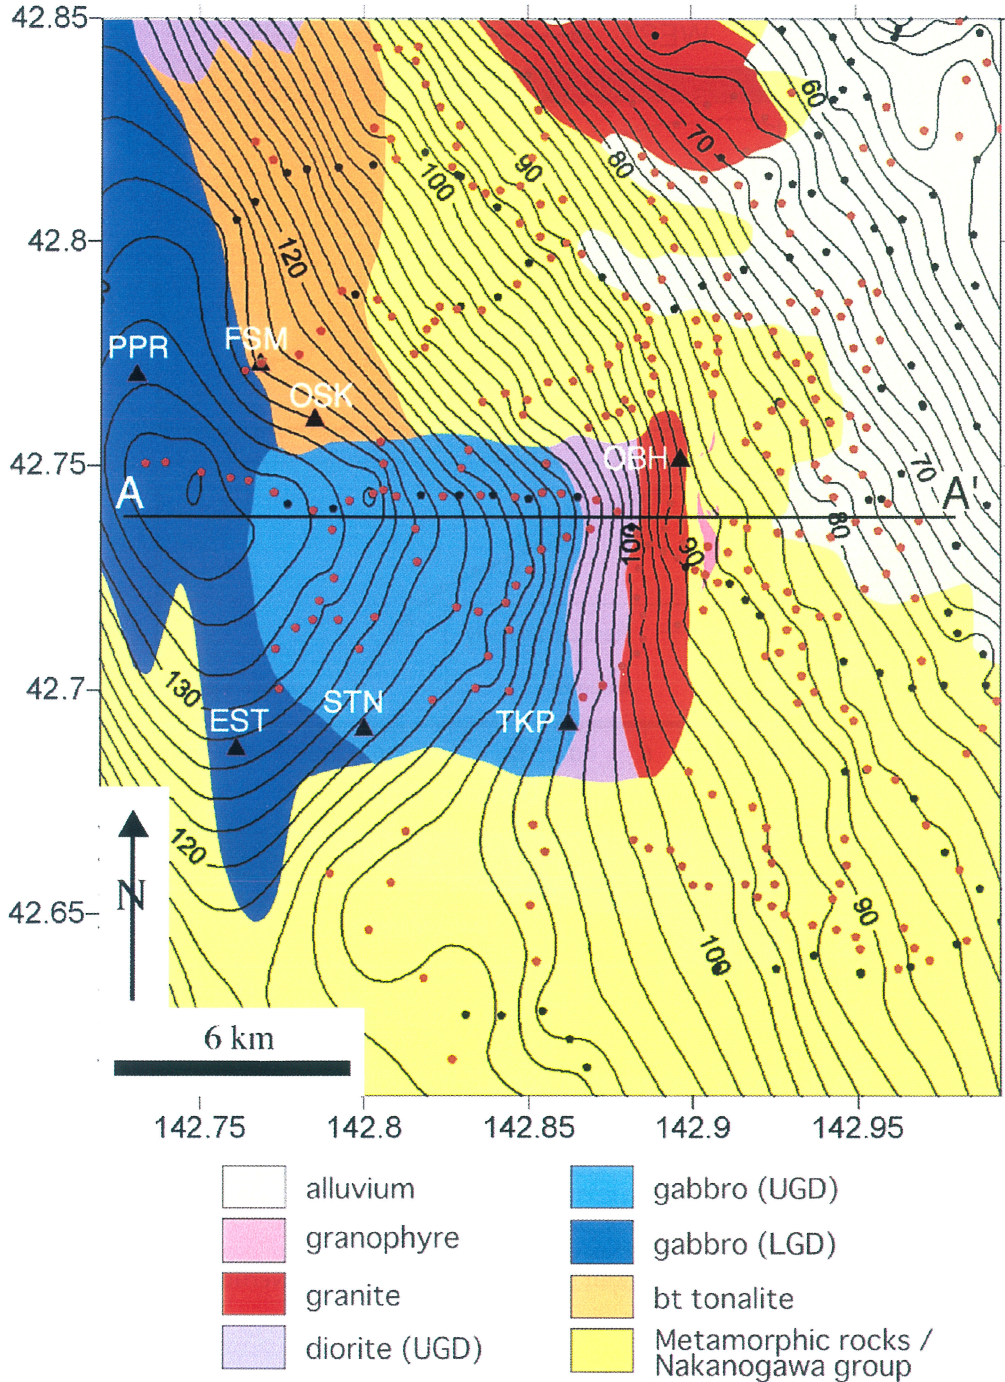 42.85
60
70
80
90
100
42.8
120
PPR
FSM
OSK
42.75
OBH
70
A
A'
80
100
90
42.7
130
STN
EST
TKP
120
N
42.65
90
100
6 km
142.75
142.8
142.85
142.9
142.95
alluvium
gabbro (UGD)
granophyre
gabbro (LGD)
granite
bt tonalite
diorite (UGD)
Metamorphic rocks /
Nakanogawa group